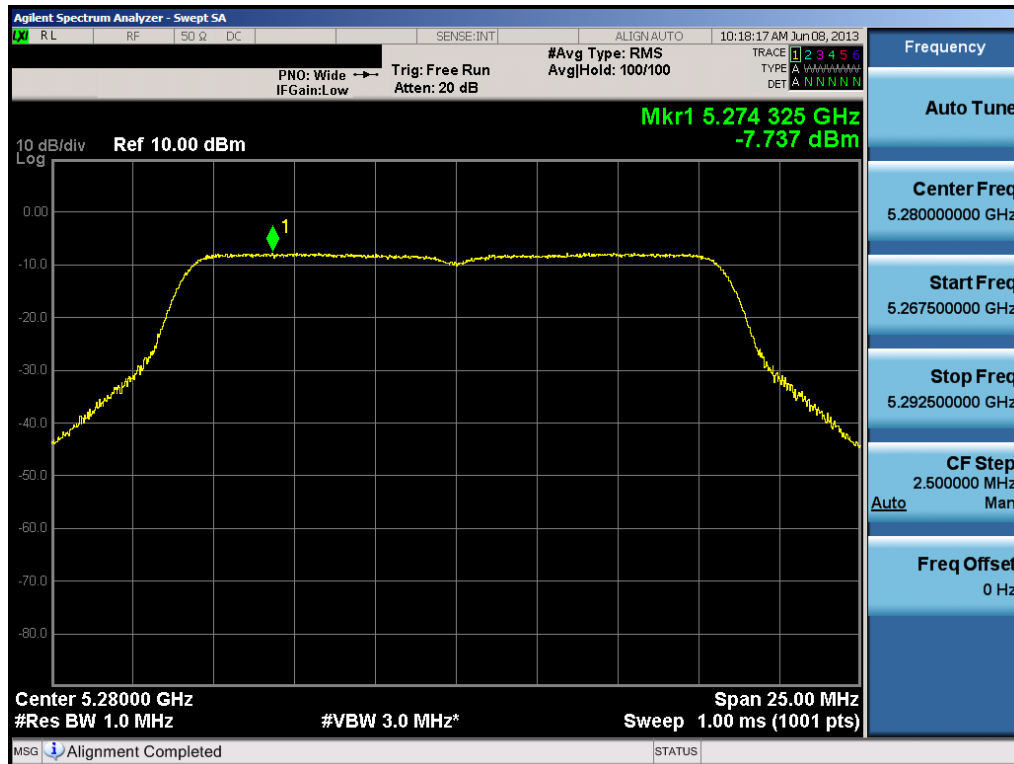 Agilent Spectrum Analyzer - Swept SA
LXI RL RF 50 Ω DC SENSE:INT ALIGN AUTO 10:18:17 AM Jun 08, 2013
PNO: Wide Trig: Free Run #Avg Type: RMS TRACE 1 2 3 4 5 6
IFGain:Low Atten: 20 dB Avg|Hold: 100/100 TYPE A WWWWW
DET A N N N N N
Mkr1 5.274 325 GHz
-7.737 dBm
10 dB/div Ref 10.00 dBm
Log
0.00
-10.0
-20.0
-30.0
-40.0
-50.0
-60.0
-70.0
-80.0
1
Center 5.28000 GHz Span 25.00 MHz
#Res BW 1.0 MHz #VBW 3.0 MHz* Sweep 1.00 ms (1001 pts)
MSG Alignment Completed STATUS
Frequency
Auto Tune
Center Freq
5.280000000 GHz
Start Freq
5.267500000 GHz
Stop Freq
5.292500000 GHz
CF Step
2.500000 MHz
Auto Man
Freq Offset
0 Hz